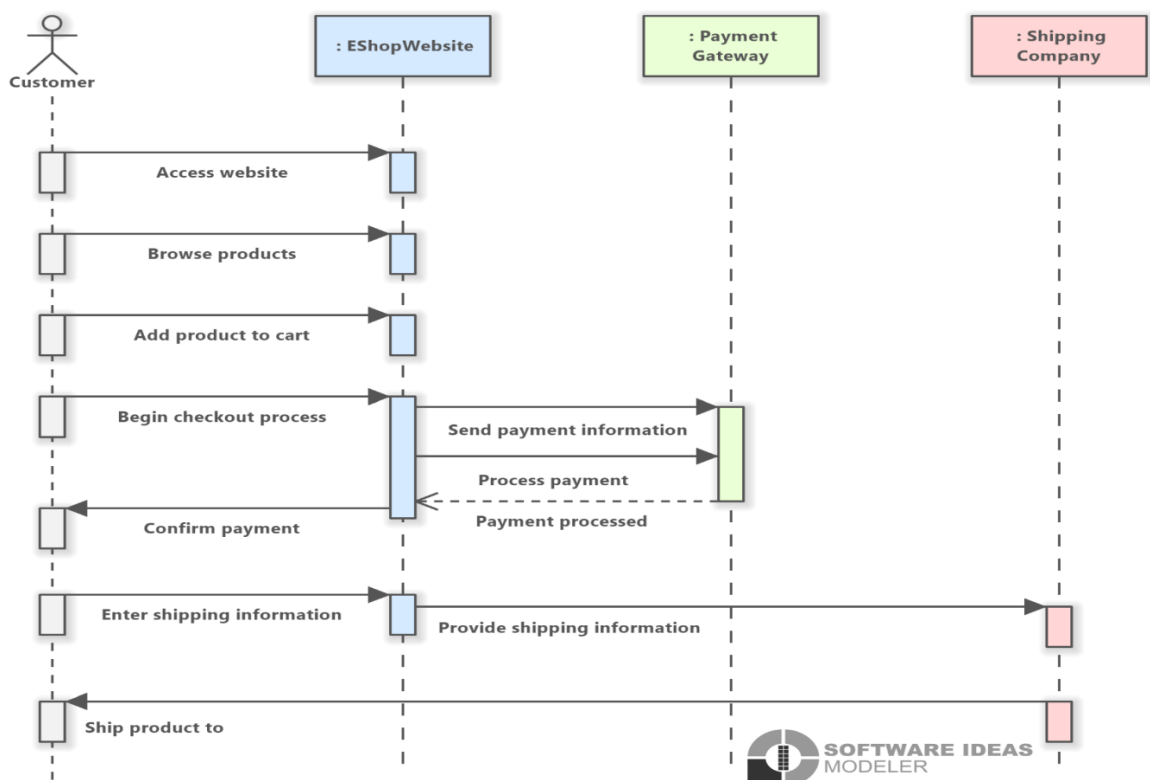 : EShopWebsite
: Payment
Gateway
: Shipping
Company
Customer
Access website
Browse products
Add product to cart
Begin checkout process
Send payment information
Process payment
Payment processed
Confirm payment
Enter shipping information
Provide shipping information
Ship product to
SOFTWARE IDEAS
MODELER